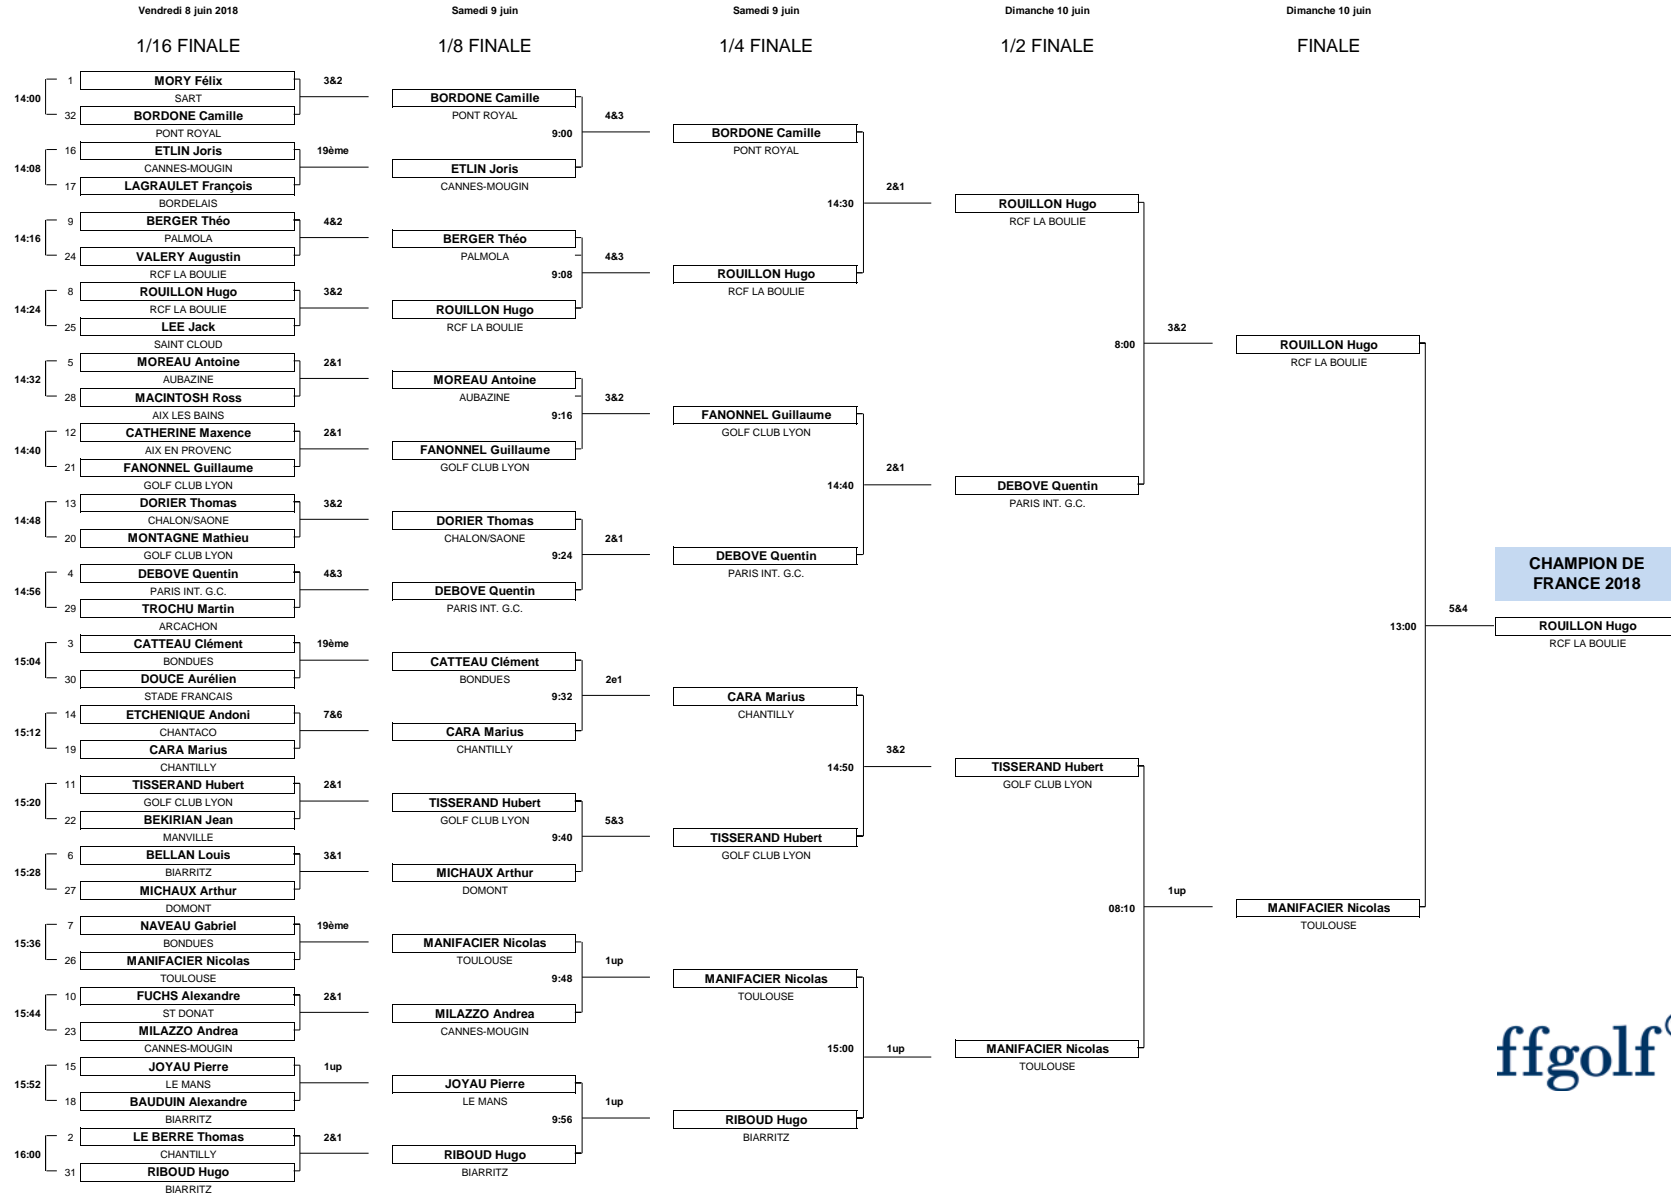 Vendredi 8 juin 2018
Samedi 9 juin
Samedi 9 juin
Dimanche 10 juin
Dimanche 10 juin
1/16 FINALE
1/8 FINALE
1/4 FINALE
1/2 FINALE
FINALE
14:00
1
MORY Félix
3&2
SART
32
BORDONE Camille
PONT ROYAL
14:08
16
ETLIN Joris
19ème
CANNES-MOUGIN
17
LAGRAULET François
BORDELAIS
14:16
9
BERGER Théo
4&2
PALMOLA
24
VALERY Augustin
RCF LA BOULIE
14:24
8
ROUILLON Hugo
3&2
RCF LA BOULIE
25
LEE Jack
SAINT CLOUD
14:32
5
MOREAU Antoine
2&1
AUBAZINE
28
MACINTOSH Ross
AIX LES BAINS
14:40
12
CATHERINE Maxence
2&1
AIX EN PROVENC
21
FANONNEL Guillaume
GOLF CLUB LYON
14:48
13
DORIER Thomas
3&2
CHALON/SAONE
20
MONTAGNE Mathieu
GOLF CLUB LYON
14:56
4
DEBOVE Quentin
4&3
PARIS INT. G.C.
29
TROCHU Martin
ARCACHON
15:04
3
CATTEAU Clément
19ème
BONDUES
30
DOUCE Aurélien
STADE FRANCAIS
15:12
14
ETCHENIQUE Andoni
7&6
CHANTACO
19
CARA Marius
CHANTILLY
15:20
11
TISSERAND Hubert
2&1
GOLF CLUB LYON
22
BEKIRIAN Jean
MANVILLE
15:28
6
BELLAN Louis
3&1
BIARRITZ
27
MICHAUX Arthur
DOMONT
15:36
7
NAVEAU Gabriel
19ème
BONDUES
26
MANIFACIER Nicolas
TOULOUSE
15:44
10
FUCHS Alexandre
2&1
ST DONAT
23
MILAZZO Andrea
CANNES-MOUGIN
15:52
15
JOYAU Pierre
1up
LE MANS
18
BAUDUIN Alexandre
BIARRITZ
16:00
2
LE BERRE Thomas
2&1
CHANTILLY
31
RIBOUD Hugo
BIARRITZ
BORDONE Camille
PONT ROYAL
4&3
9:00
ETLIN Joris
CANNES-MOUGIN
BERGER Théo
PALMOLA
4&3
9:08
ROUILLON Hugo
RCF LA BOULIE
MOREAU Antoine
AUBAZINE
3&2
9:16
FANONNEL Guillaume
GOLF CLUB LYON
DORIER Thomas
CHALON/SAONE
2&1
9:24
DEBOVE Quentin
PARIS INT. G.C.
CATTEAU Clément
BONDUES
2e1
9:32
CARA Marius
CHANTILLY
TISSERAND Hubert
GOLF CLUB LYON
5&3
9:40
MICHAUX Arthur
DOMONT
MANIFACIER Nicolas
TOULOUSE
1up
9:48
MILAZZO Andrea
CANNES-MOUGIN
JOYAU Pierre
LE MANS
1up
9:56
RIBOUD Hugo
BIARRITZ
BORDONE Camille
PONT ROYAL
2&1
14:30
ROUILLON Hugo
RCF LA BOULIE
FANONNEL Guillaume
GOLF CLUB LYON
2&1
14:40
DEBOVE Quentin
PARIS INT. G.C.
CARA Marius
CHANTILLY
3&2
14:50
TISSERAND Hubert
GOLF CLUB LYON
MANIFACIER Nicolas
TOULOUSE
15:00
1up
RIBOUD Hugo
BIARRITZ
ROUILLON Hugo
RCF LA BOULIE
3&2
8:00
DEBOVE Quentin
PARIS INT. G.C.
TISSERAND Hubert
GOLF CLUB LYON
1up
08:10
MANIFACIER Nicolas
TOULOUSE
ROUILLON Hugo
RCF LA BOULIE
5&4
13:00
MANIFACIER Nicolas
TOULOUSE
CHAMPION DE
FRANCE 2018
ROUILLON Hugo
RCF LA BOULIE
ffgolf